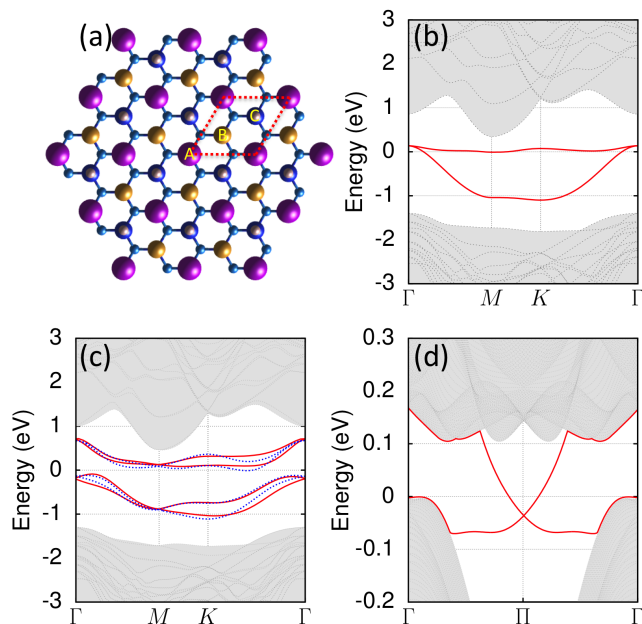 (a)
A
B
C
(b)
Energy (eV)
3
2
1
0
-1
-2
-3
Γ
M
K
Γ
(c)
Energy (eV)
3
2
1
0
-1
-2
-3
Γ
M
K
Γ
(d)
Energy (eV)
0.3
0.2
0.1
0
-0.1
-0.2
Γ
Π
Γ